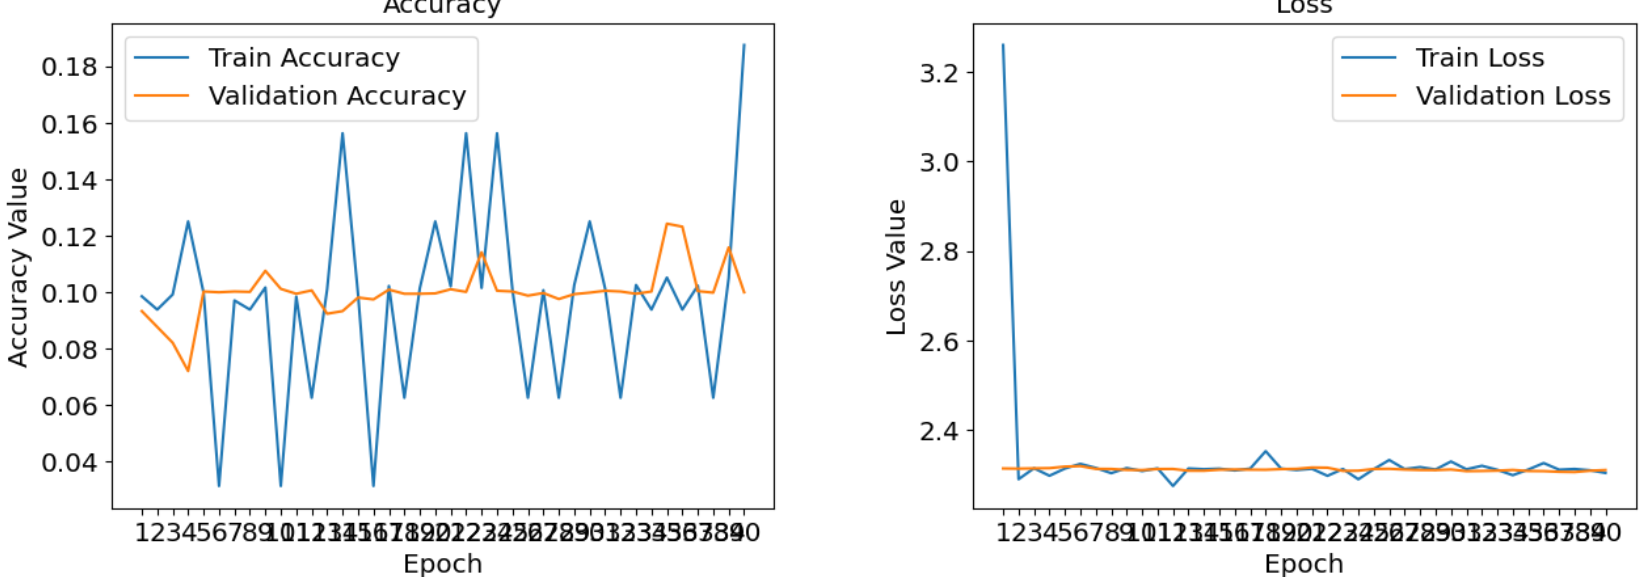 Accuracy
Train Accuracy
Validation Accuracy
0.18
0.16
0.14
0.12
0.10
0.08
0.06
0.04
Accuracy Value
Epoch
Loss
Train Loss
Validation Loss
3.2
3.0
2.8
2.6
2.4
Loss Value
Epoch